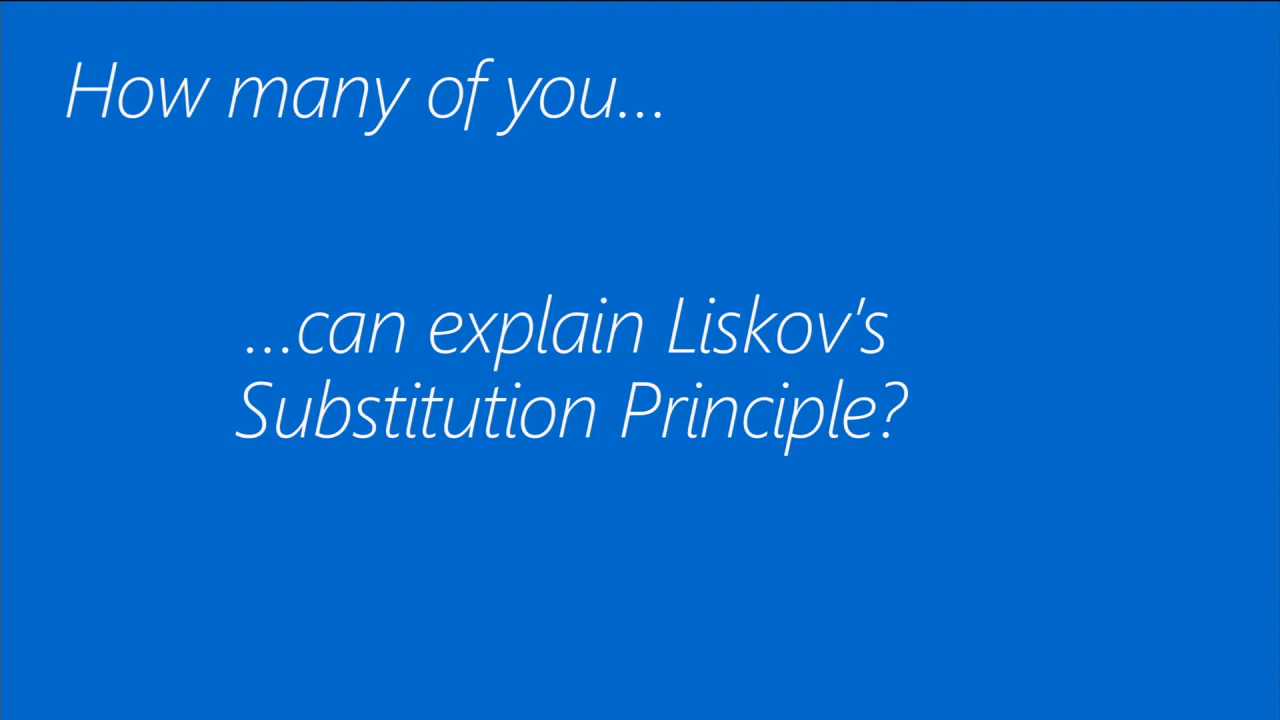 How many of you...
...can explain Liskov's
Substitution Principle?